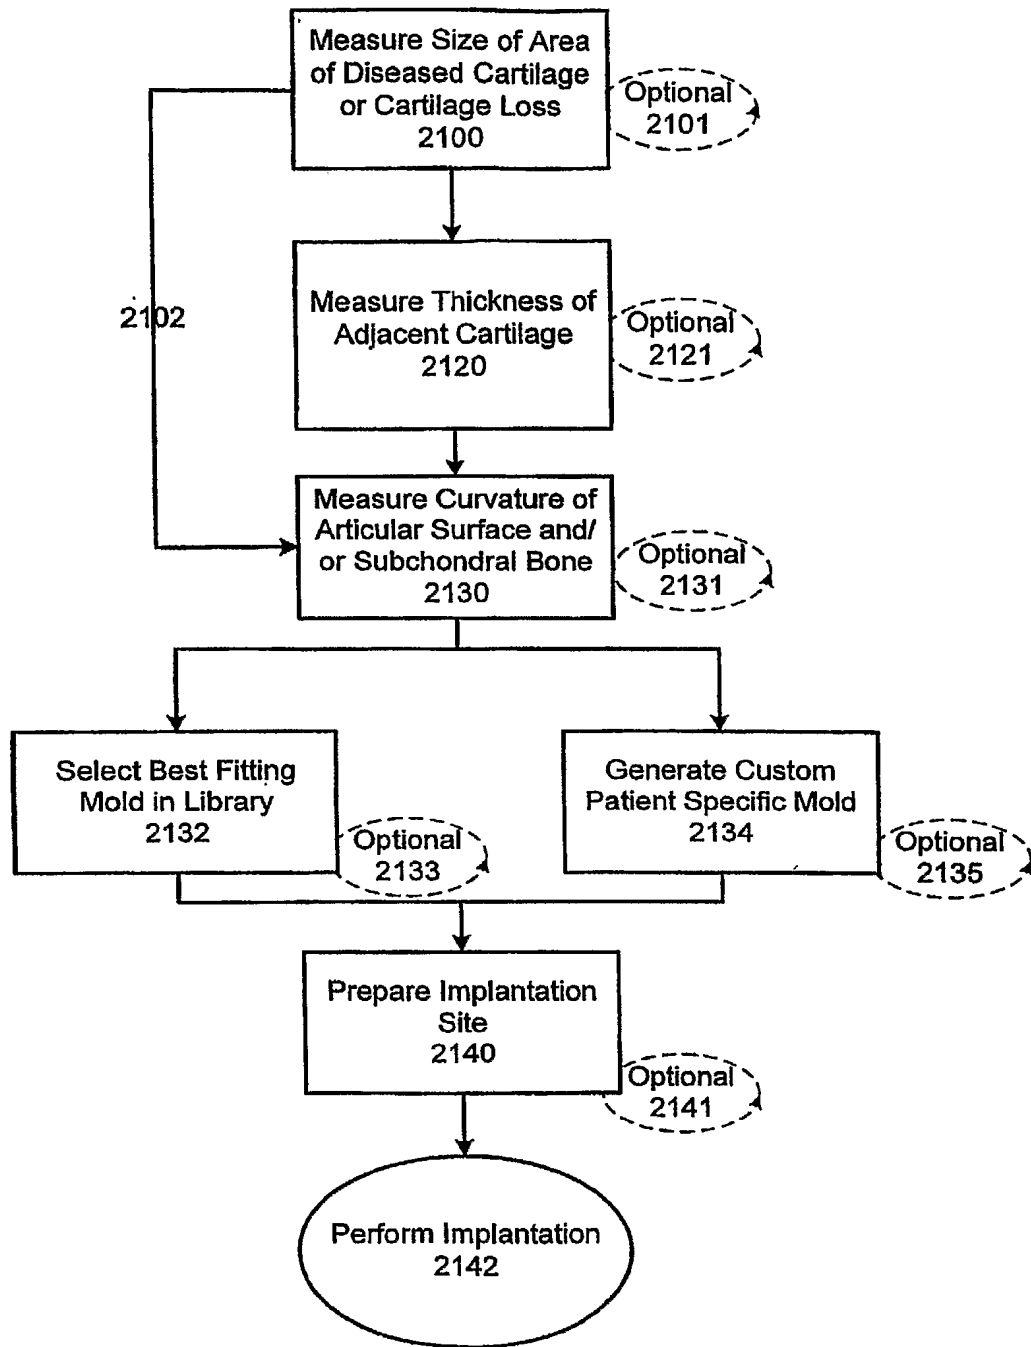 Measure Size of Area
of Diseased Cartilage
or Cartilage Loss
2100
Optional
2101
2102
Measure Thickness of
Adjacent Cartilage
2120
Optional
2121
Measure Curvature of
Articular Surface and/
or Subchondral Bone
2130
Optional
2131
Select Best Fitting
Mold in Library
2132
Optional
2133
Generate Custom
Patient Specific Mold
2134
Optional
2135
Prepare Implantation
Site
2140
Optional
2141
Perform Implantation
2142